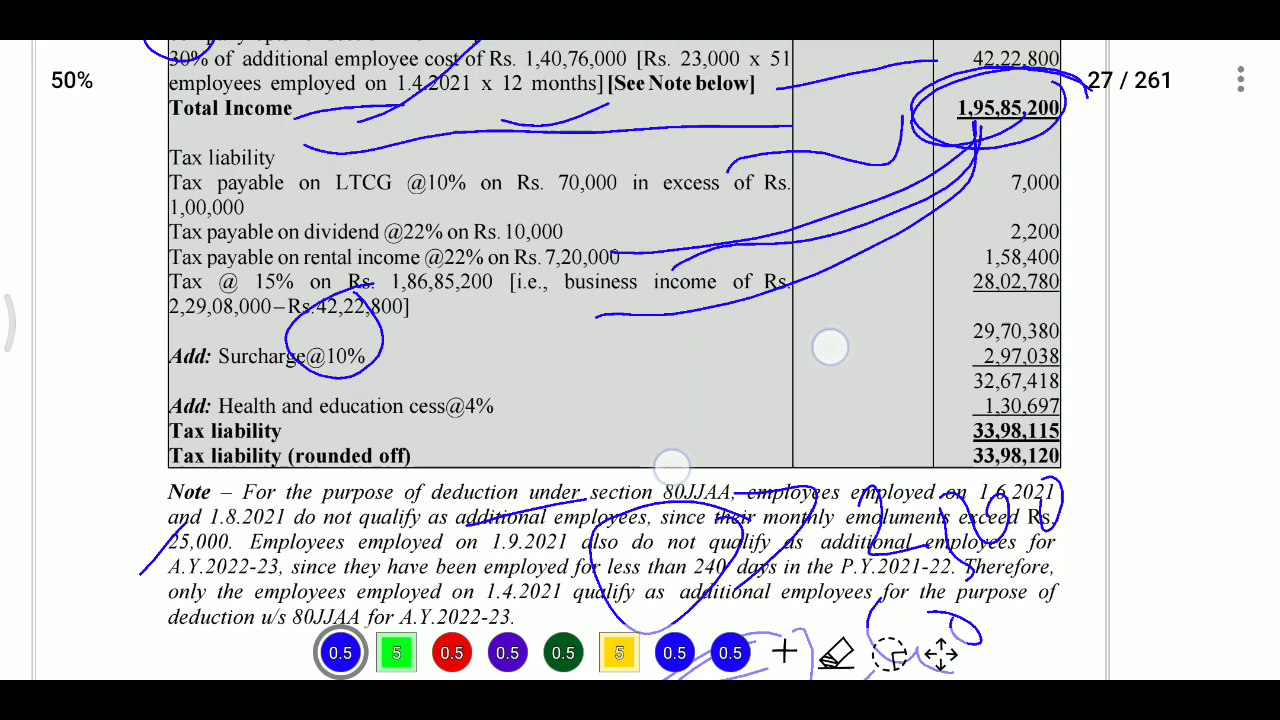 50%
27 / 261
30% of additional employee cost of Rs. 1,40,76,000 [Rs. 23,000 x 51 42,22,800
employees employed on 1.4.2021 x 12 months] [See Note below]
Total Income 1,95,85,200
Tax liability
Tax payable on LTCG @10% on Rs. 70,000 in excess of Rs. 7,000
1,00,000
Tax payable on dividend @22% on Rs. 10,000 2,200
Tax payable on rental income @22% on Rs. 7,20,000 1,58,400
Tax @ 15% on Rs. 1,86,85,200 [i.e., business income of Rs. 28,02,780
2,29,08,000 – Rs.42,22,800]
29,70,380
Add: Surcharge@10% 2,97,038
32,67,418
Add: Health and education cess@4% 1,30,697
Tax liability 33,98,115
Tax liability (rounded off) 33,98,120
Note – For the purpose of deduction under section 80JJAA, employees employed on 1.6.2021
and 1.8.2021 do not qualify as additional employees, since their monthly emoluments exceed Rs.
25,000. Employees employed on 1.9.2021 also do not qualify as additional employees for
A.Y.2022-23, since they have been employed for less than 240 days in the P.Y.2021-22. Therefore,
only the employees employed on 1.4.2021 qualify as additional employees for the purpose of
deduction u/s 80JJAA for A.Y.2022-23.
0.5 5 0.5 0.5 0.5 5 0.5 0.5